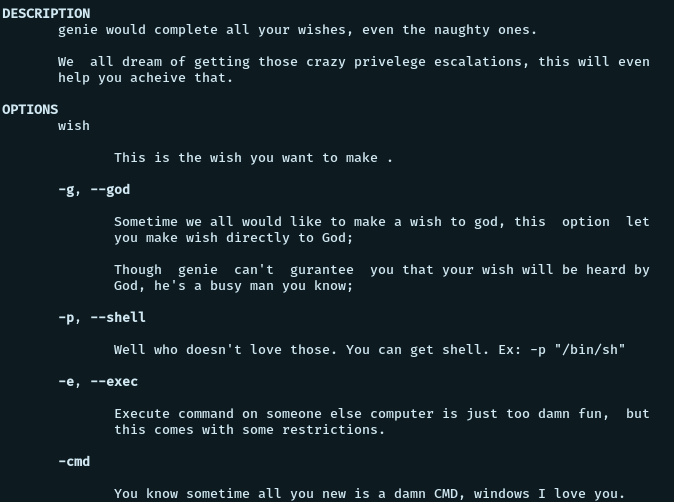 DESCRIPTION
genie would complete all your wishes, even the naughty ones.
We all dream of getting those crazy privelege escalations, this will even
help you acheive that.
OPTIONS
wish
This is the wish you want to make .
-g, --god
Sometime we all would like to make a wish to god, this option let
you make wish directly to God;
Though genie can't gurantee you that your wish will be heard by
God, he's a busy man you know;
-p, --shell
Well who doesn't love those. You can get shell. Ex: -p "/bin/sh"
-e, --exec
Execute command on someone else computer is just too damn fun, but
this comes with some restrictions.
-cmd
You know sometime all you new is a damn CMD, windows I love you.